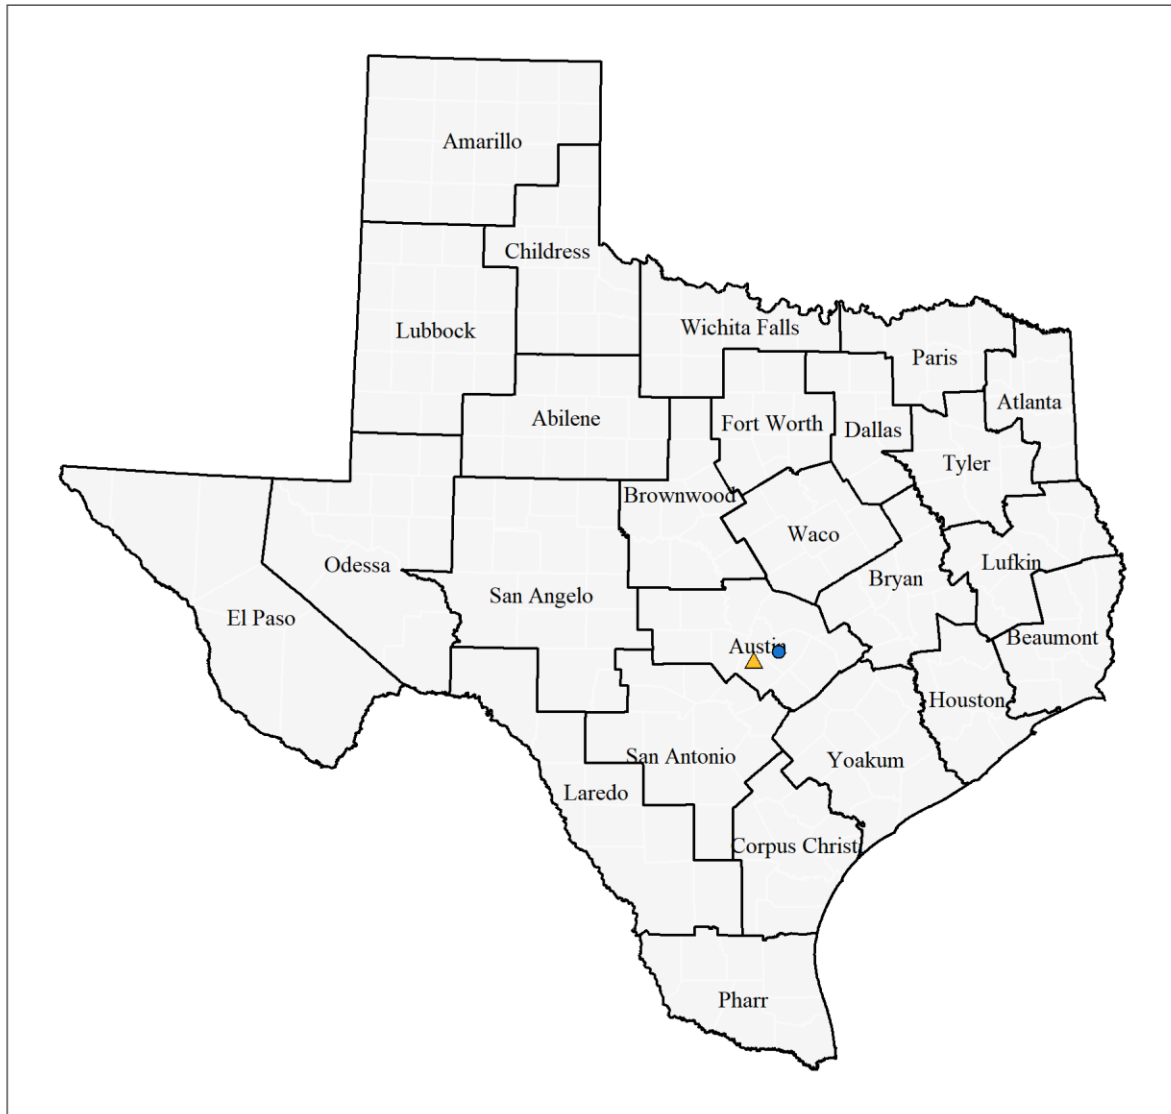 Amarillo
Childress
Lubbock
Wichita Falls
Paris
Atlanta
Abilene
Fort Worth
Dallas
Tyler
Brownwood
Waco
Odessa
San Angelo
Bryan
Lufkin
El Paso
Austin
Beaumont
Houston
San Antonio
Yoakum
Laredo
Corpus Christ
Pharr